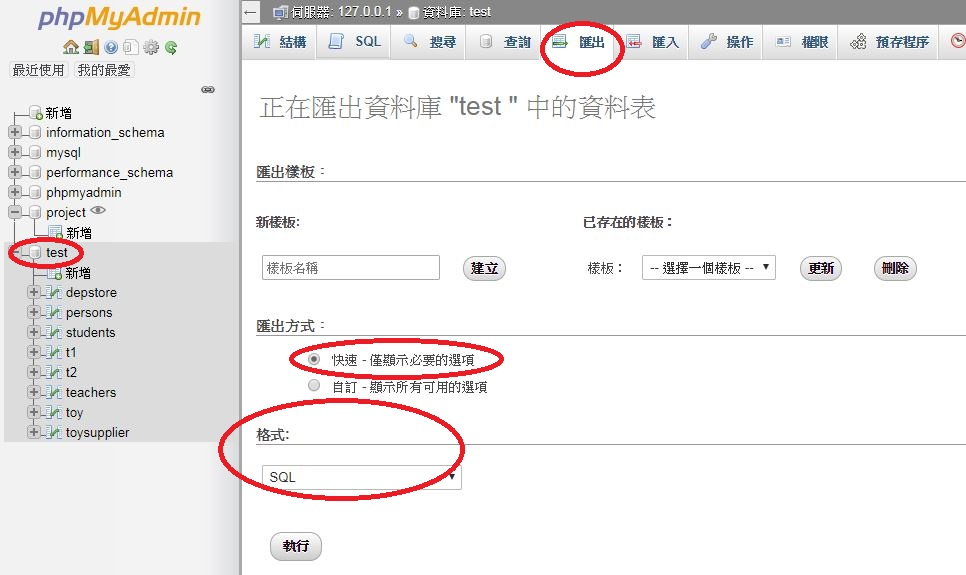 phpMyAdmin
最近使用 我的最愛
新增
information_schema
mysql
performance_schema
phpmyadmin
project
新增
test
新增
depstore
persons
students
t1
t2
teachers
toy
toysupplier
伺服器: 127.0.0.1 » 資料庫: test
結構 SQL 搜尋 查詢 匯出 匯入 操作 權限 預存程序
正在匯出資料庫 "test " 中的資料表
匯出樣板：
新樣板: 已存在的樣板：
樣板名稱 建立 樣板： -- 選擇一個樣板 -- 更新 刪除
匯出方式：
快速 - 僅顯示必要的選項
自訂 - 顯示所有可用的選項
格式:
SQL
執行